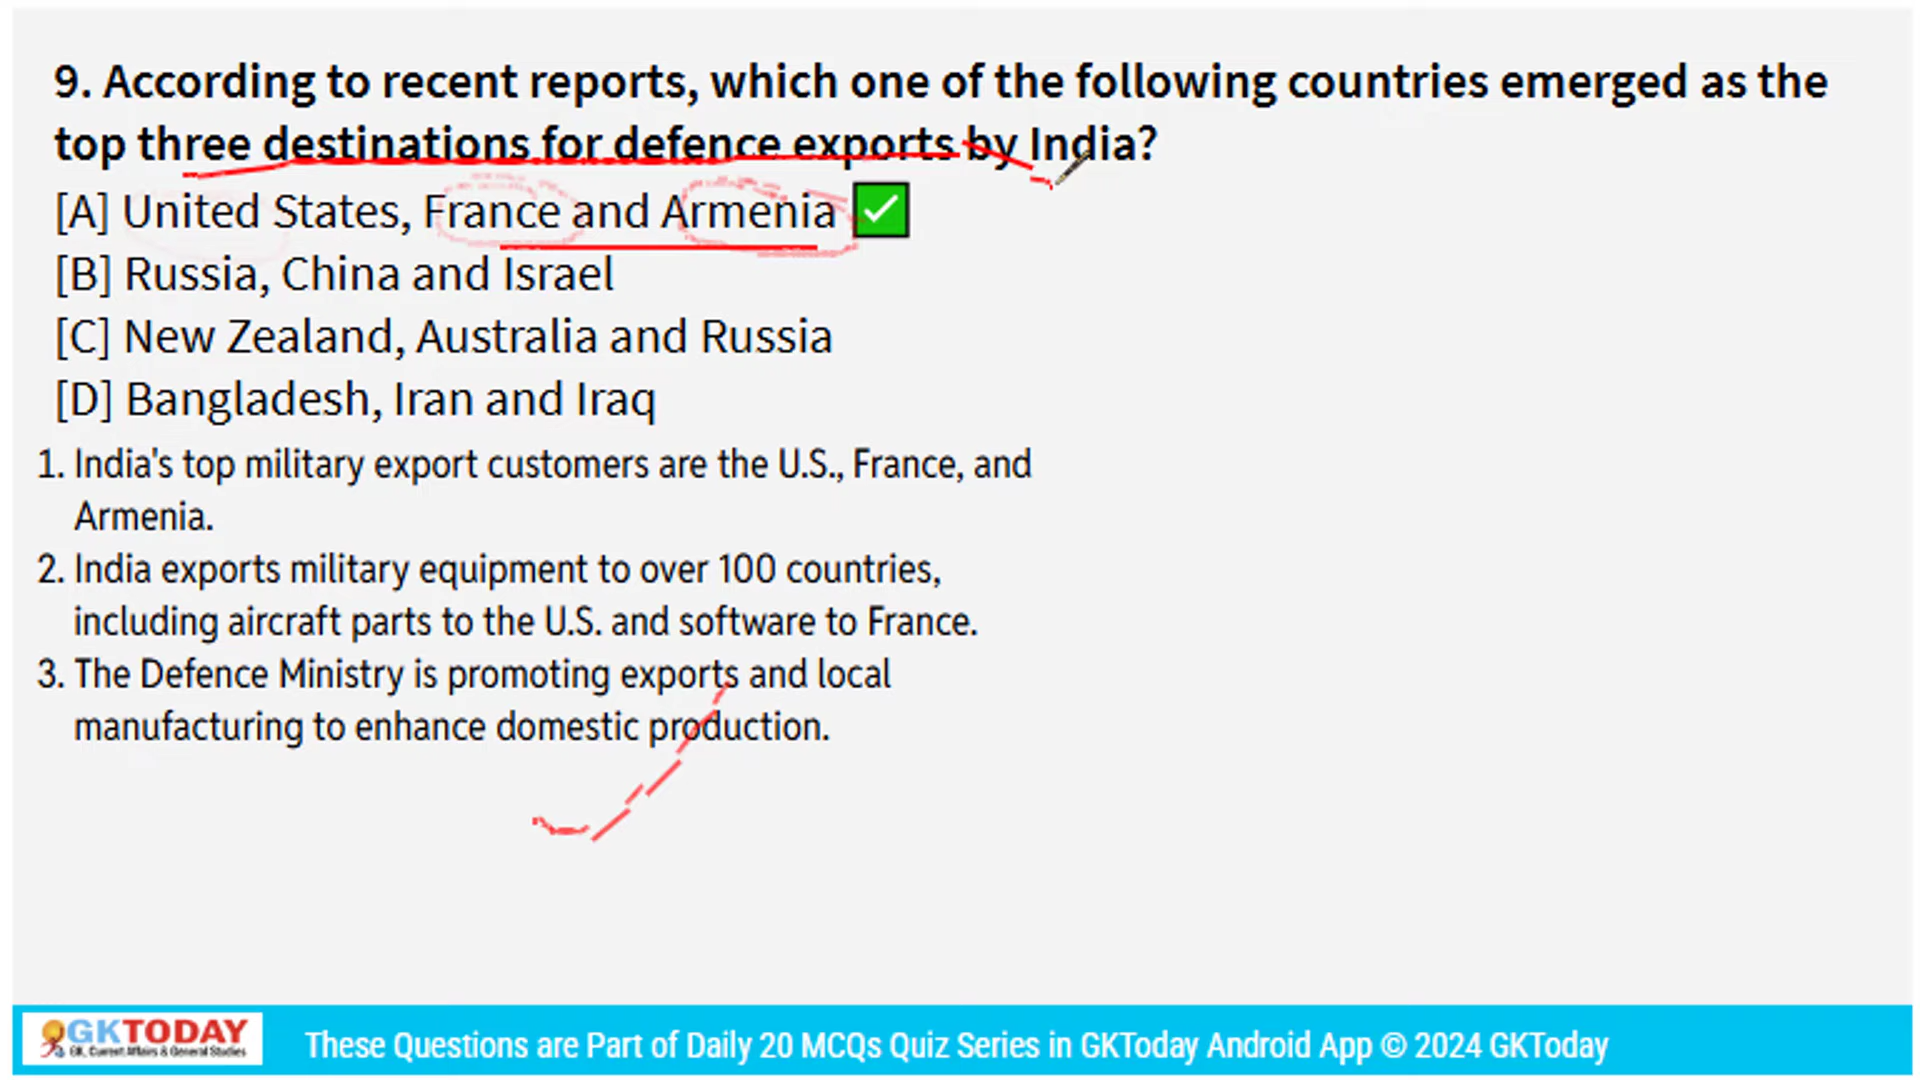 9. According to recent reports, which one of the following countries emerged as the
top three destinations for defence exports by India?
[A] United States, France and Armenia
[B] Russia, China and Israel
[C] New Zealand, Australia and Russia
[D] Bangladesh, Iran and Iraq
1. India's top military export customers are the U.S., France, and
Armenia.
2. India exports military equipment to over 100 countries,
including aircraft parts to the U.S. and software to France.
3. The Defence Ministry is promoting exports and local
manufacturing to enhance domestic production.
GKTODAY
GK, Current Affairs & General Studies
These Questions are Part of Daily 20 MCQs Quiz Series in GKToday Android App © 2024 GKToday